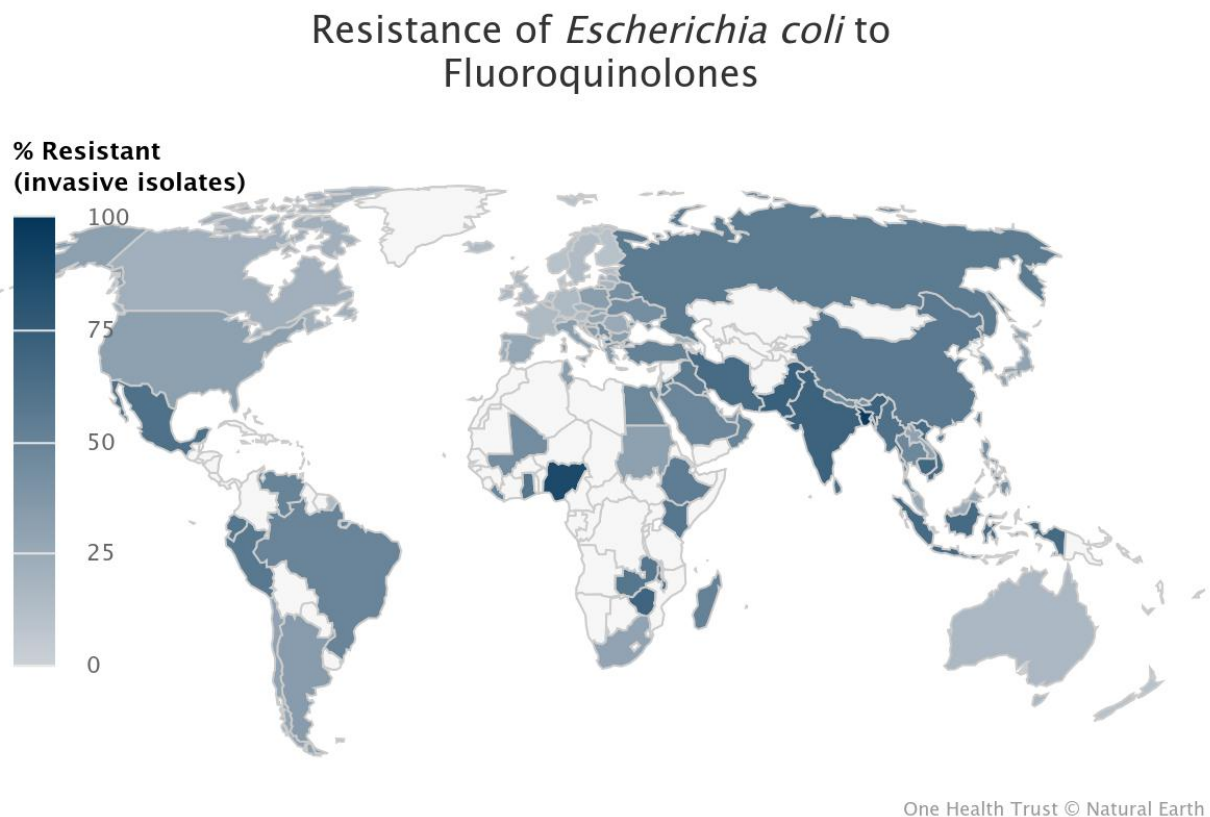 Resistance of Escherichia coli to
Fluoroquinolones
% Resistant
(invasive isolates)
100
75
50
25
0
One Health Trust © Natural Earth